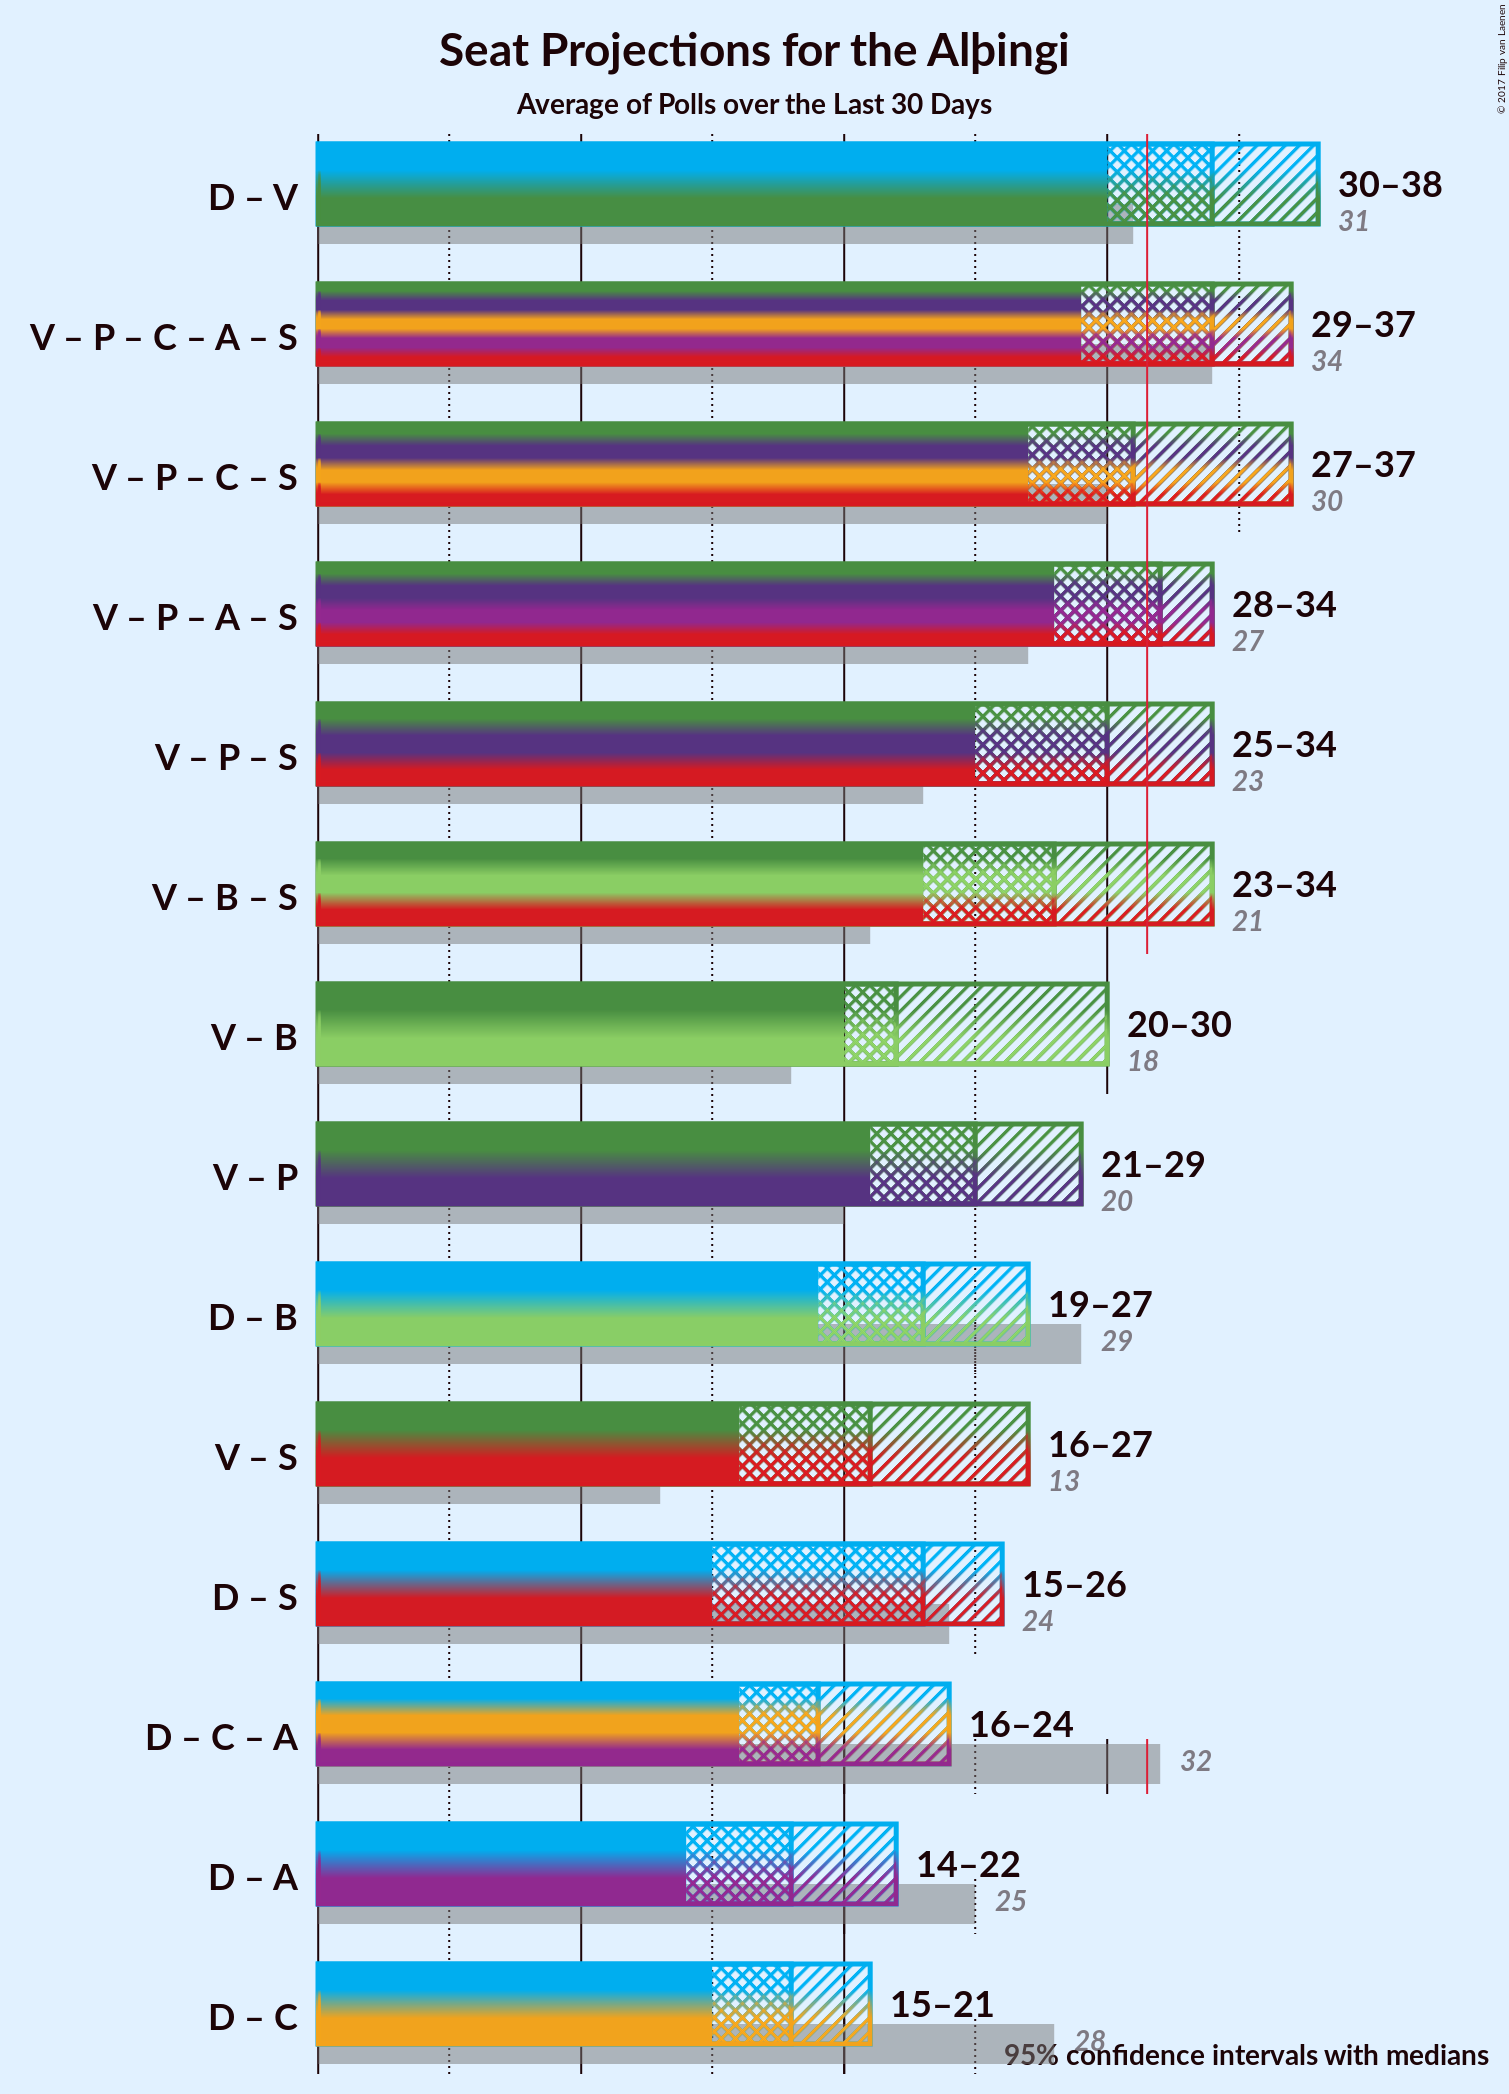 Seat Projections for the Alþingi
Average of Polls over the Last 30 Days
© 2017 Filip van Laenen
D – V
30–38
31
V – P – C – A – S
29–37
34
V – P – C – S
27–37
30
V – P – A – S
28–34
27
V – P – S
25–34
23
V – B – S
23–34
21
V – B
20–30
18
V – P
21–29
20
D – B
19–27
29
V – S
16–27
13
D – S
15–26
24
D – C – A
16–24
32
D – A
14–22
25
D – C
15–21
28
95% confidence intervals with medians